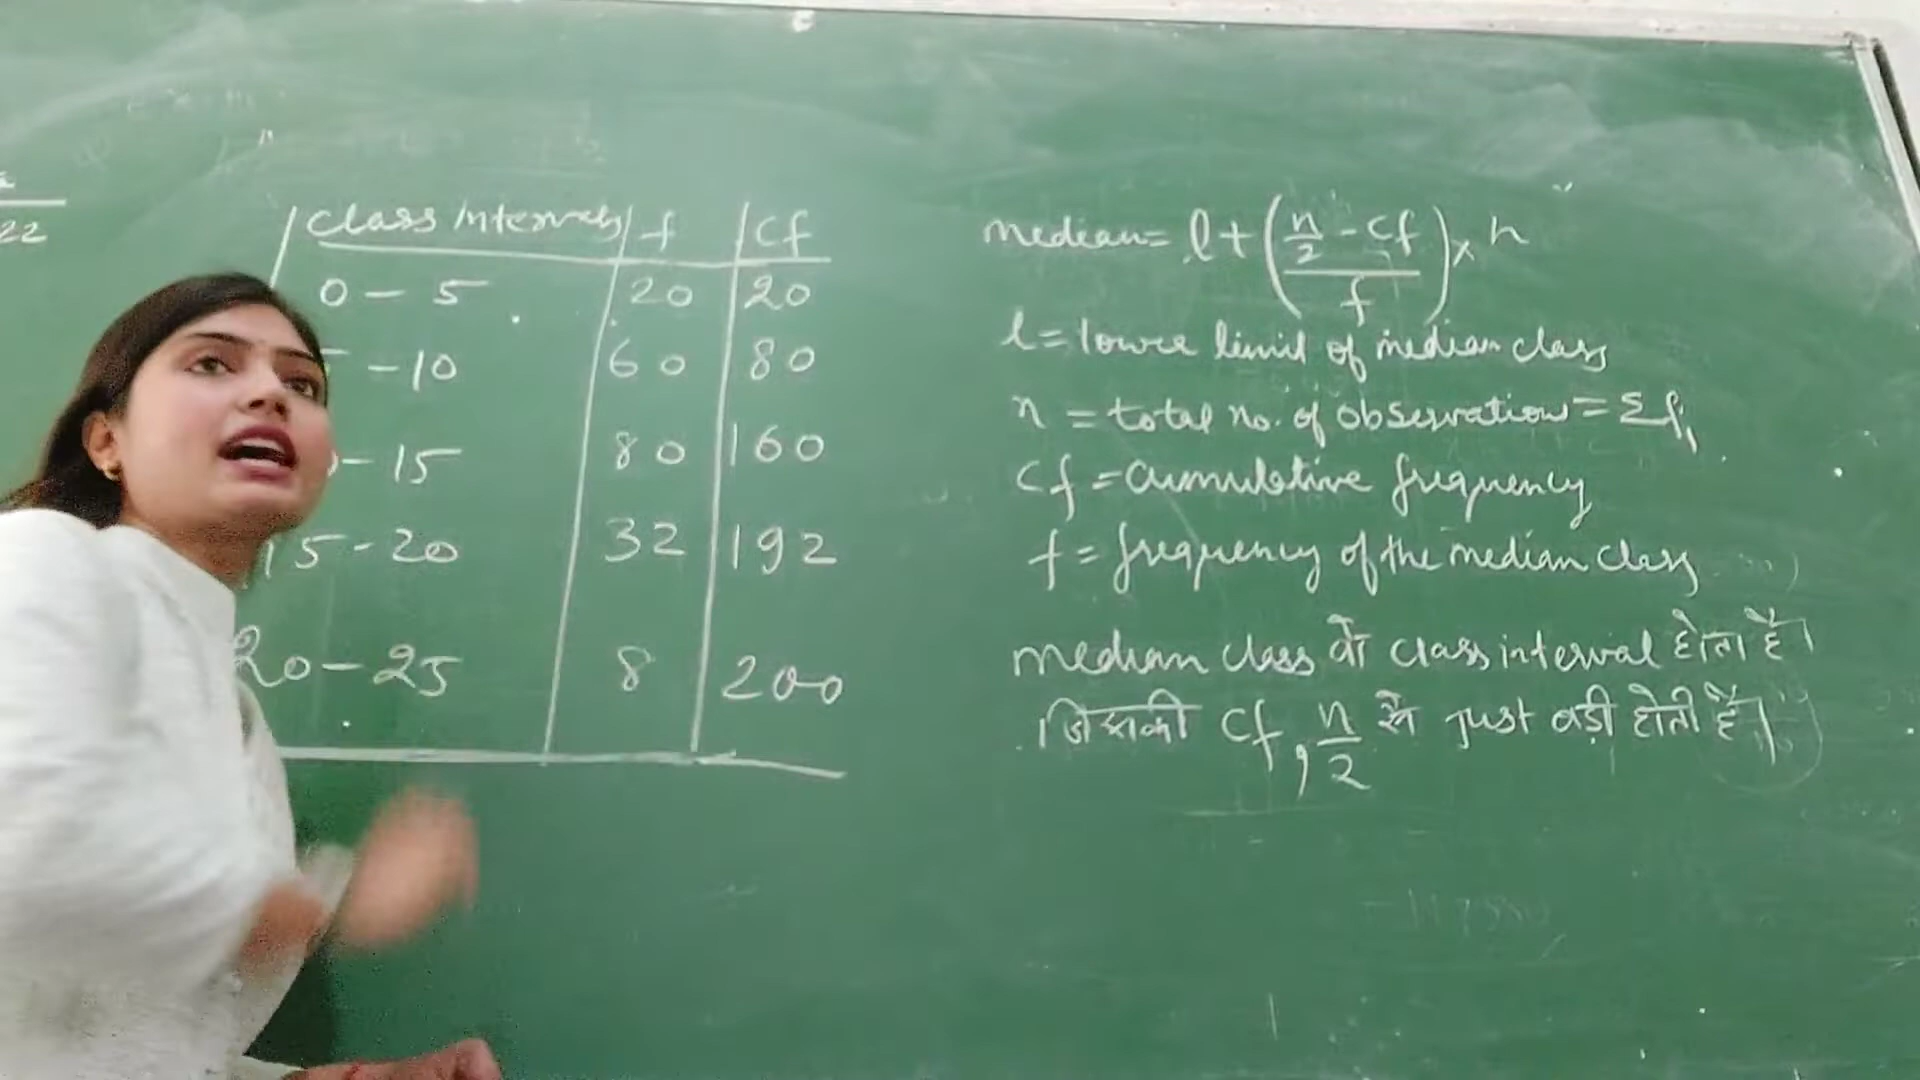 22
Class Intervals f Cf
0 - 5 20 20
- 10 60 80
- 15 80 160
15 - 20 32 192
20 - 25 8 200
median = l + ( (n/2 - cf) / f ) × h
l = lower limit of median class
n = total no. of observations = Σfi
Cf = cumulative frequency
f = frequency of the median class
median class वो class interval होता है।
जिसकी Cf, n/2 से just बड़ी होती है।